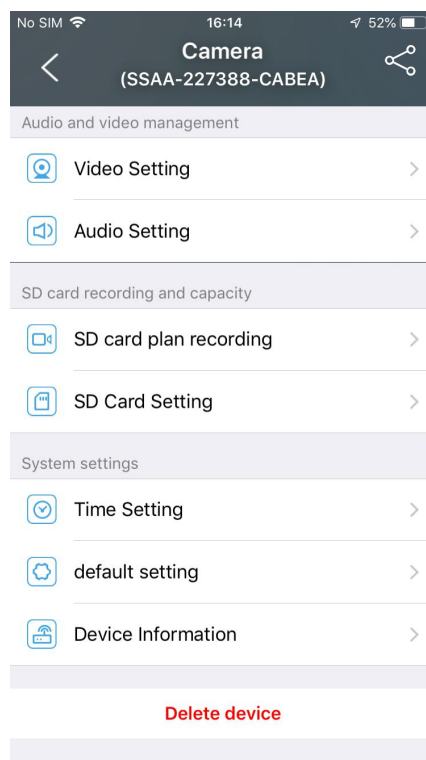 No SIM 16:14 52%
Camera
(SSAA-227388-CABEA)
Audio and video management
Video Setting
Audio Setting
SD card recording and capacity
SD card plan recording
SD Card Setting
System settings
Time Setting
default setting
Device Information
Delete device